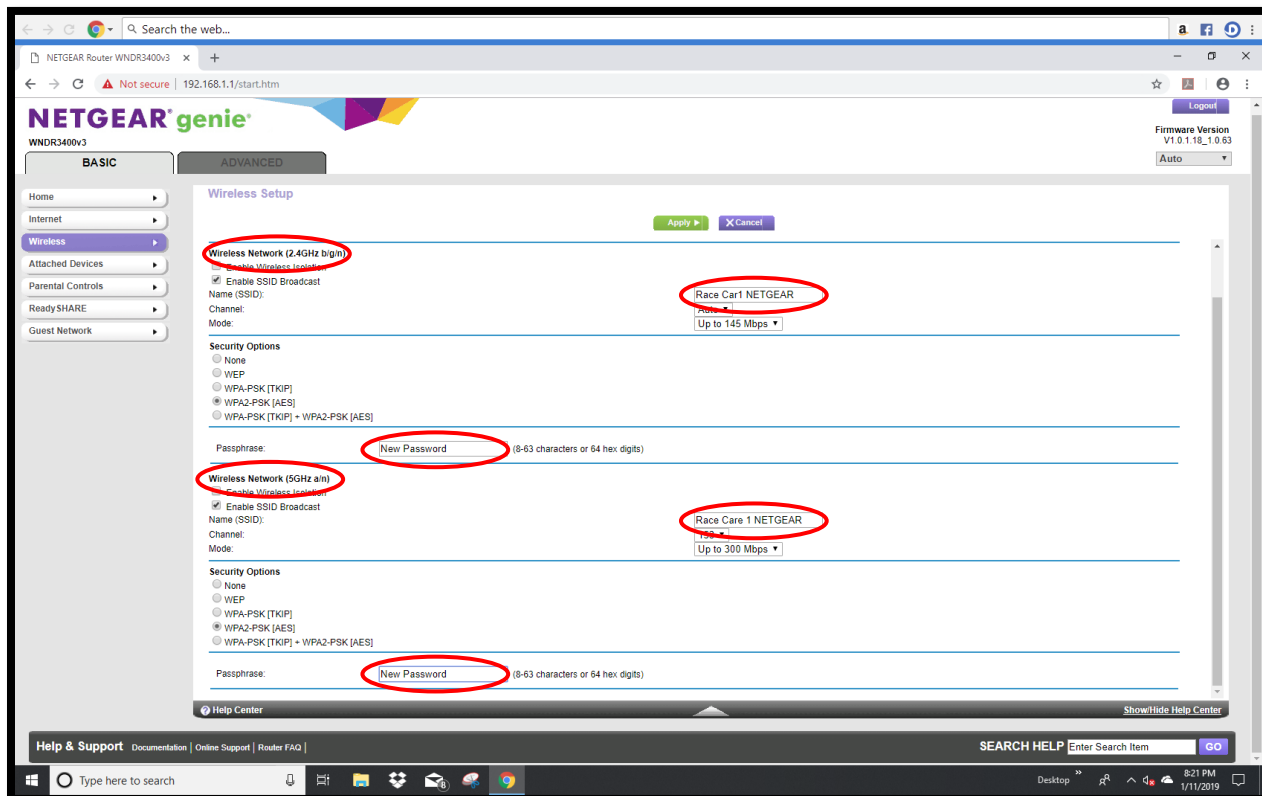 Search the web...
NETGEAR Router WNDR3400v3
Not secure | 192.168.1.1/start.htm
NETGEAR® genie®
Logout
WNDR3400v3
Firmware Version
V1.0.1.18_1.0.63
BASIC
ADVANCED
Auto
Home
Internet
Wireless
Attached Devices
Parental Controls
ReadySHARE
Guest Network
Wireless Setup
Apply
X Cancel
Wireless Network (2.4GHz b/g/n)
Enable Wireless Isolation
Enable SSID Broadcast
Name (SSID): Race Car1 NETGEAR
Channel: Auto
Mode: Up to 145 Mbps
Security Options
None
WEP
WPA-PSK [TKIP]
WPA2-PSK [AES]
WPA-PSK [TKIP] + WPA2-PSK [AES]
Passphrase: New Password (8-63 characters or 64 hex digits)
Wireless Network (5GHz a/n)
Enable Wireless Isolation
Enable SSID Broadcast
Name (SSID): Race Care 1 NETGEAR
Channel:
Mode: Up to 300 Mbps
Security Options
None
WEP
WPA-PSK [TKIP]
WPA2-PSK [AES]
WPA-PSK [TKIP] + WPA2-PSK [AES]
Passphrase: New Password (8-63 characters or 64 hex digits)
Help Center
Show/Hide Help Center
Help & Support Documentation | Online Support | Router FAQ |
SEARCH HELP Enter Search Item GO
Type here to search
Desktop
8:21 PM
1/11/2019